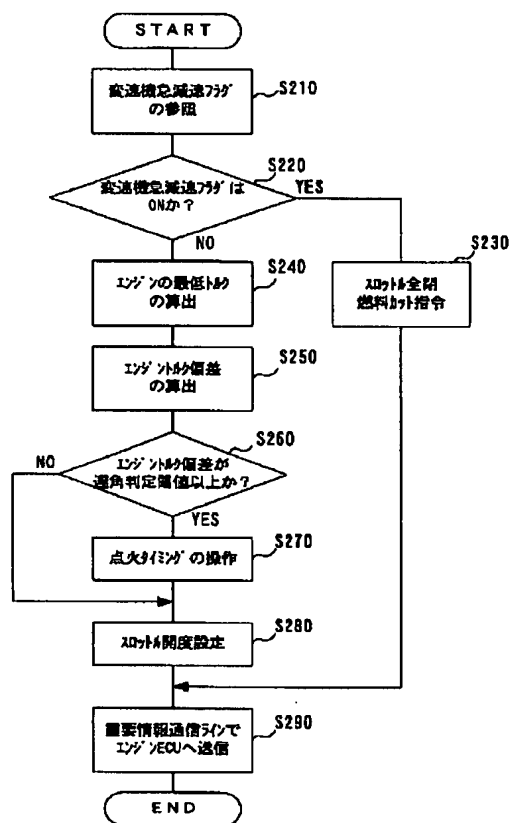 START
変速機急減速フラグ
の参照
S210
変速機急減速フラグは
ONか？
S220
YES
NO
S230
スロットル全閉
燃料カット指令
エンジンの最低トルク
の算出
S240
エンジントルク偏差
の算出
S250
エンジントルク偏差が
遅角判定閾値以上か？
S260
NO
YES
点火タイミングの操作
S270
スロットル開度設定
S280
重要情報通信ラインで
エンジンECUへ送信
S290
END